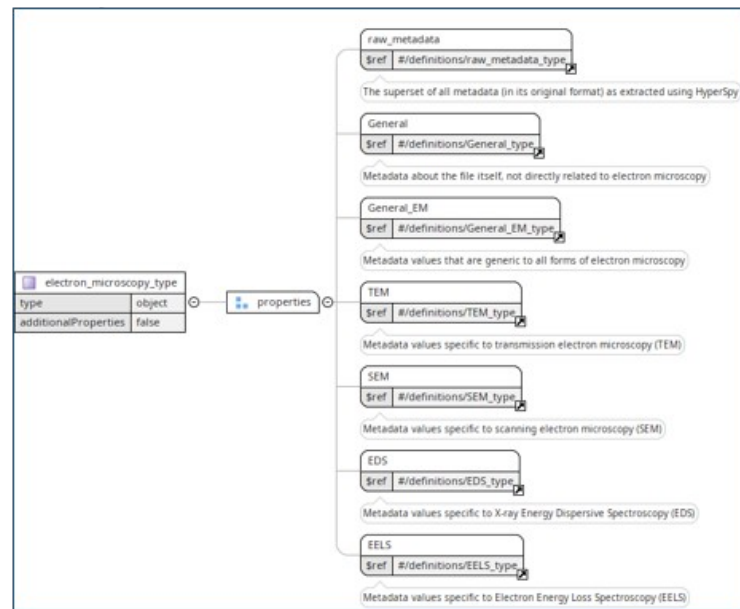 raw_metadata
$ref #/definitions/raw_metadata_type
The superset of all metadata (in its original format) as extracted using HyperSpy
General
$ref #/definitions/General_type
Metadata about the file itself, not directly related to electron microscopy
General_EM
$ref #/definitions/General_EM_type
Metadata values that are generic to all forms of electron microscopy
electron_microscopy_type
type object
additionalProperties false
properties
TEM
$ref #/definitions/TEM_type
Metadata values specific to transmission electron microscopy (TEM)
SEM
$ref #/definitions/SEM_type
Metadata values specific to scanning electron microscopy (SEM)
EDS
$ref #/definitions/EDS_type
Metadata values specific to X-ray Energy Dispersive Spectroscopy (EDS)
EELS
$ref #/definitions/EELS_type
Metadata values specific to Electron Energy Loss Spectroscopy (EELS)